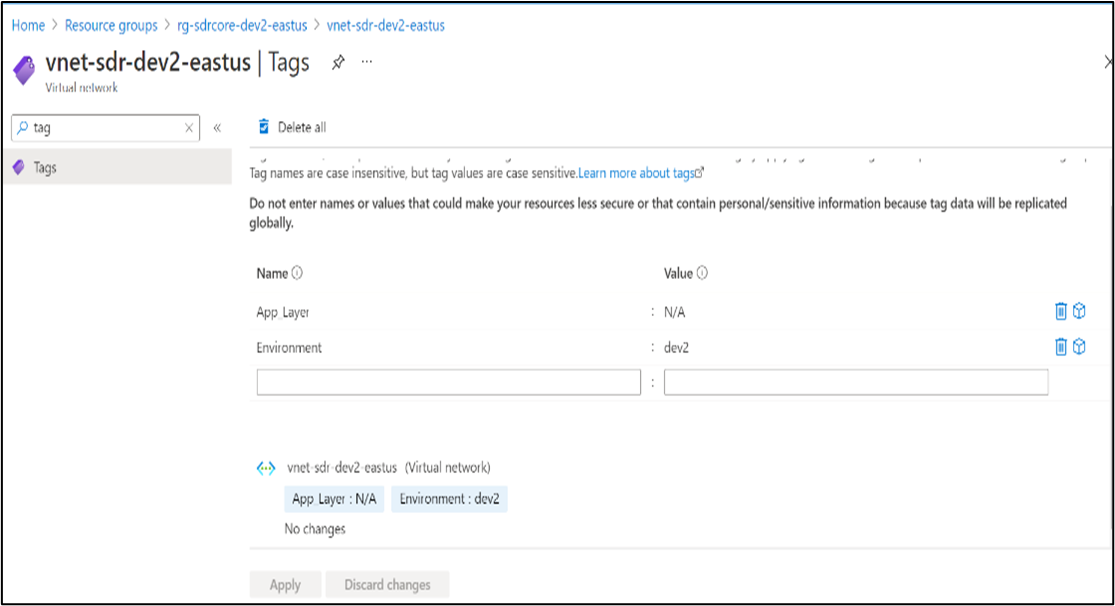 Home > Resource groups > rg-sdrcore-dev2-eastus > vnet-sdr-dev2-eastus
vnet-sdr-dev2-eastus | Tags
Virtual network
tag
Delete all
Tags
Tag names are case insensitive, but tag values are case sensitive.Learn more about tags
Do not enter names or values that could make your resources less secure or that contain personal/sensitive information because tag data will be replicated
globally.
Name Value
App_Layer : N/A
Environment : dev2
:
vnet-sdr-dev2-eastus (Virtual network)
App_Layer : N/A Environment : dev2
No changes
Apply Discard changes